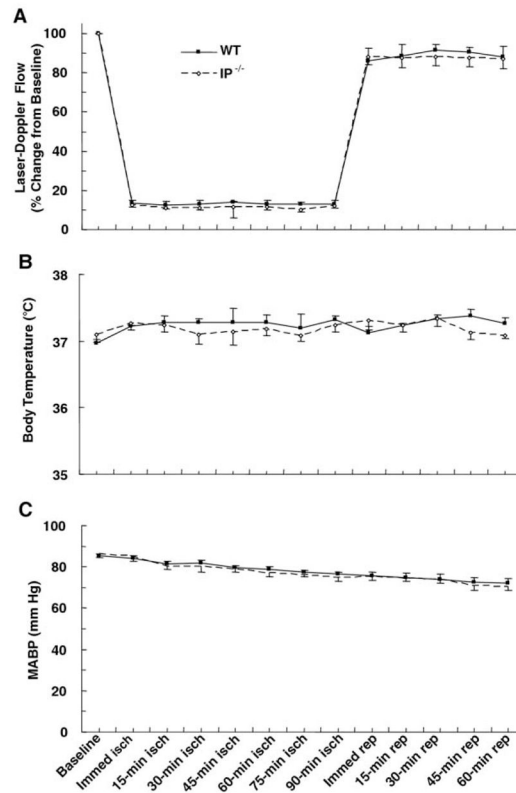 A
Laser-Doppler Flow
(% Change from Baseline)
100
80
60
40
20
0
WT
IP -/-
B
Body Temperature (°C)
38
37
36
35
C
MABP (mm Hg)
100
80
60
40
20
0
Baseline
Immed isch
15-min isch
30-min isch
45-min isch
60-min isch
75-min isch
90-min isch
Immed rep
15-min rep
30-min rep
45-min rep
60-min rep